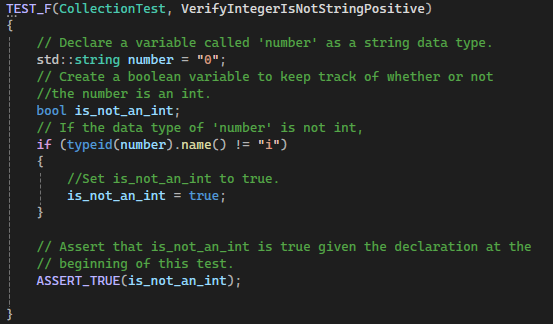 TEST_F(CollectionTest, VerifyIntegerIsNotStringPositive)
{
// Declare a variable called 'number' as a string data type.
std::string number = "0";
// Create a boolean variable to keep track of whether or not
//the number is an int.
bool is_not_an_int;
// If the data type of 'number' is not int,
if (typeid(number).name() != "i")
{
//Set is_not_an_int to true.
is_not_an_int = true;
}
// Assert that is_not_an_int is true given the declaration at the
// beginning of this test.
ASSERT_TRUE(is_not_an_int);
}